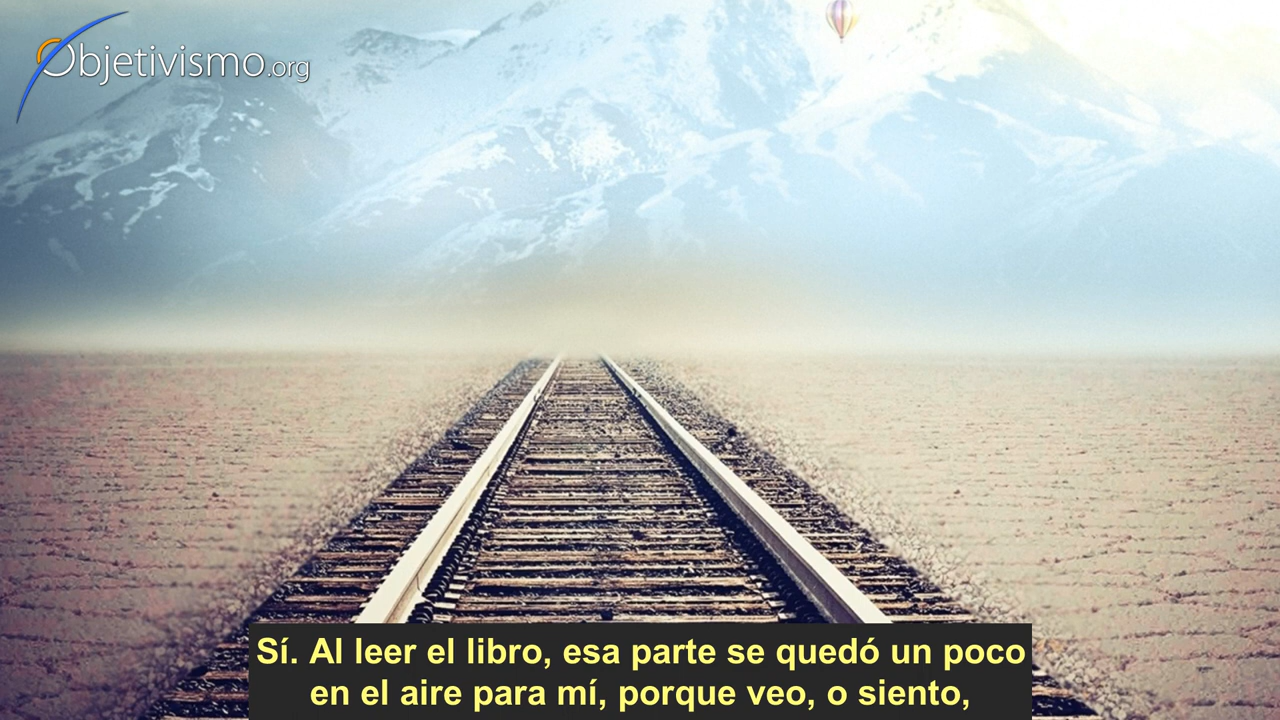 Objetivismo.org
Sí. Al leer el libro, esa parte se quedó un poco
en el aire para mí, porque veo, o siento,